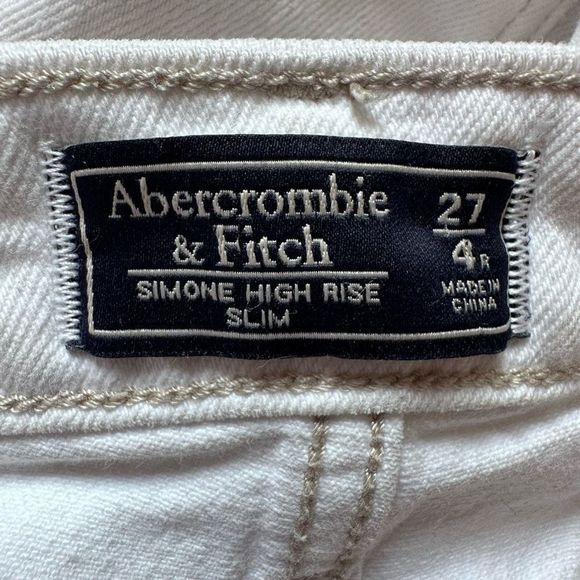 Abercrombie
& Fitch
SIMONE HIGH RISE
SLIM
27
4R
MADE IN
CHINA